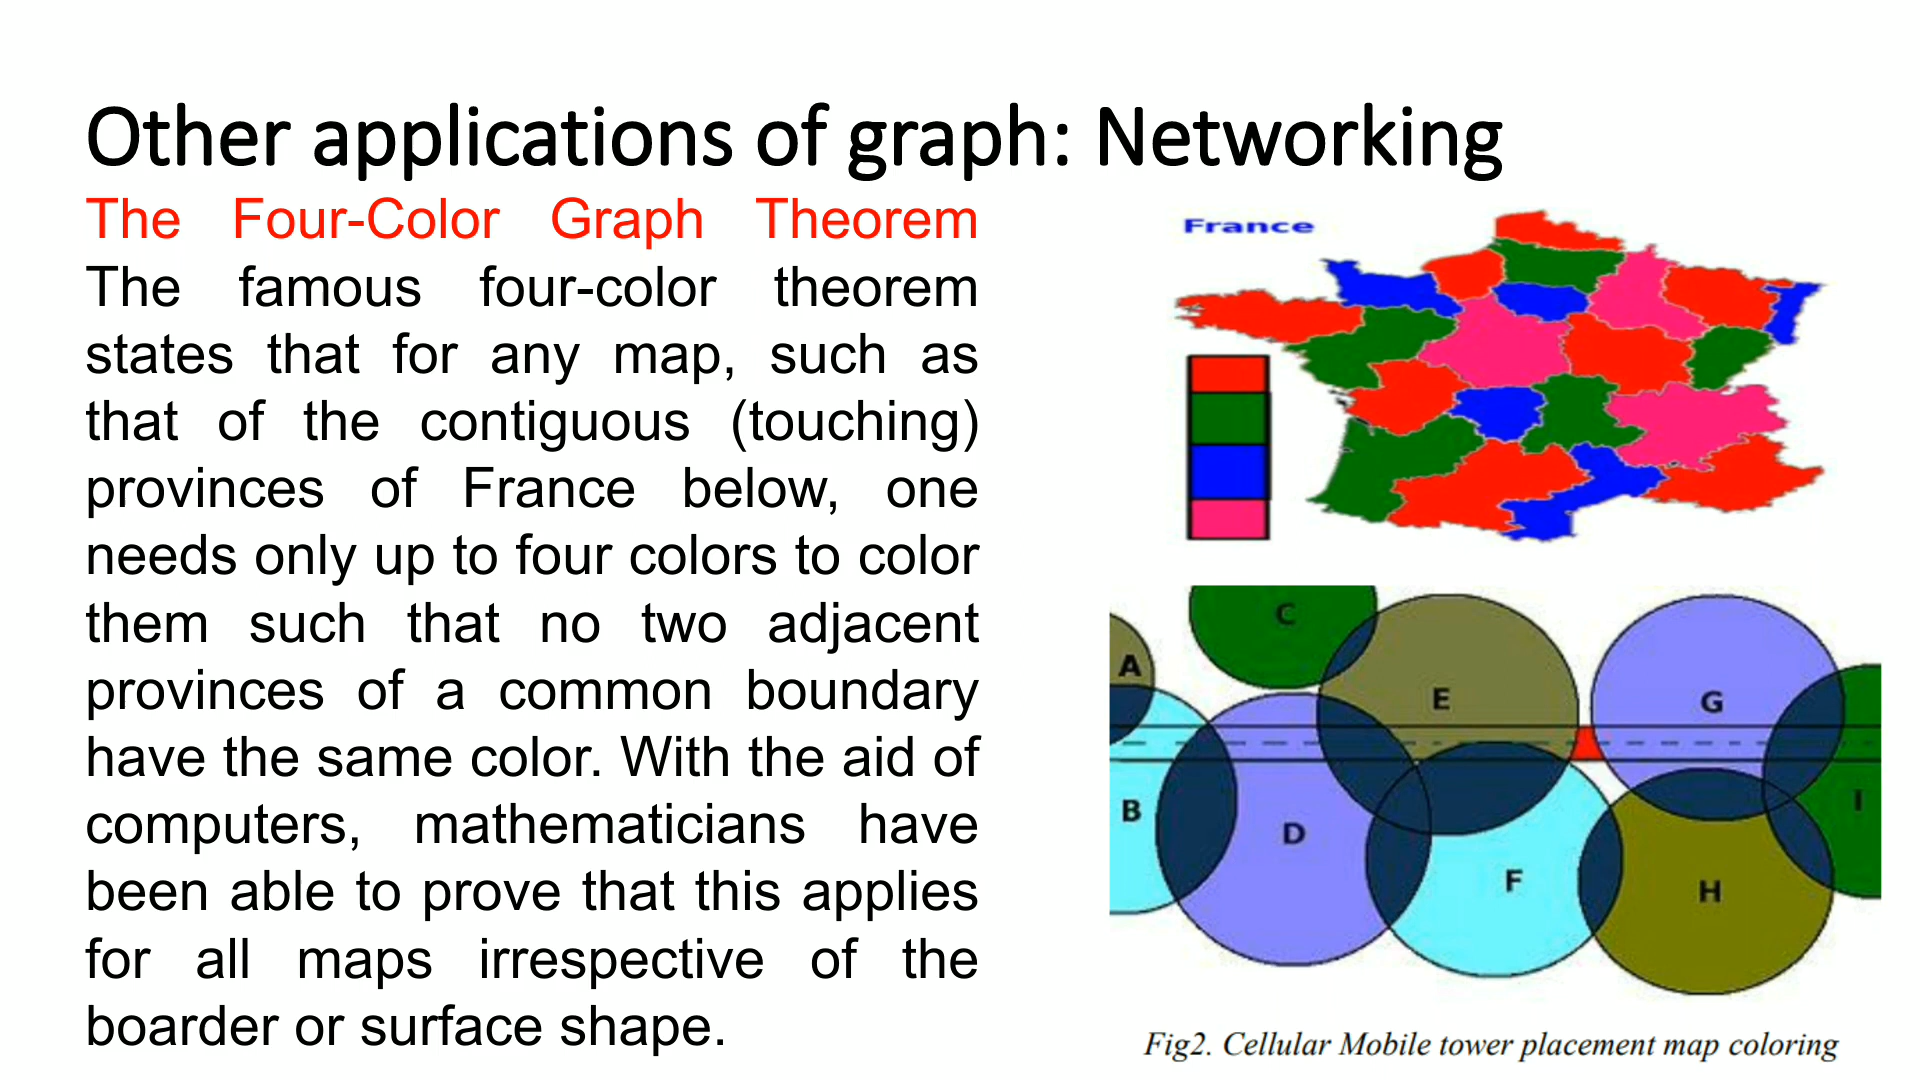 Other applications of graph: Networking
The Four-Color Graph Theorem
The famous four-color theorem
states that for any map, such as
that of the contiguous (touching)
provinces of France below, one
needs only up to four colors to color
them such that no two adjacent
provinces of a common boundary
have the same color. With the aid of
computers, mathematicians have
been able to prove that this applies
for all maps irrespective of the
boarder or surface shape.
France
C
A
E
G
B
D
F
H
I
Fig2. Cellular Mobile tower placement map coloring